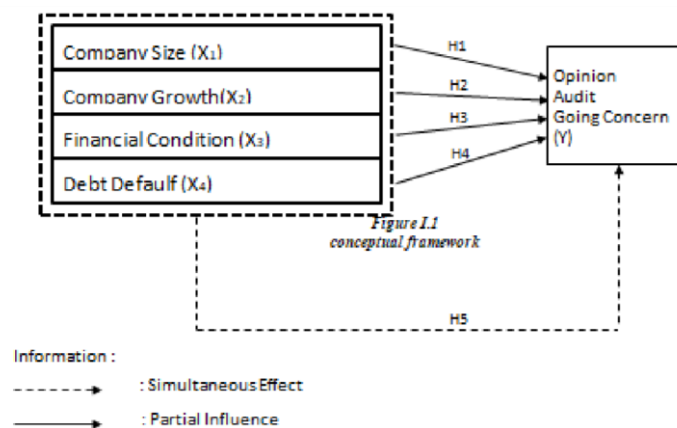 Company Size (X₁)
H1
Company Growth(X₂)
H2
Financial Condition (X₃)
H3
Debt Defaulf (X₄)
H4
Opinion
Audit
Going Concern
(Y)
Figure I.1
conceptual framework
H5
Information :
: Simultaneous Effect
: Partial Influence